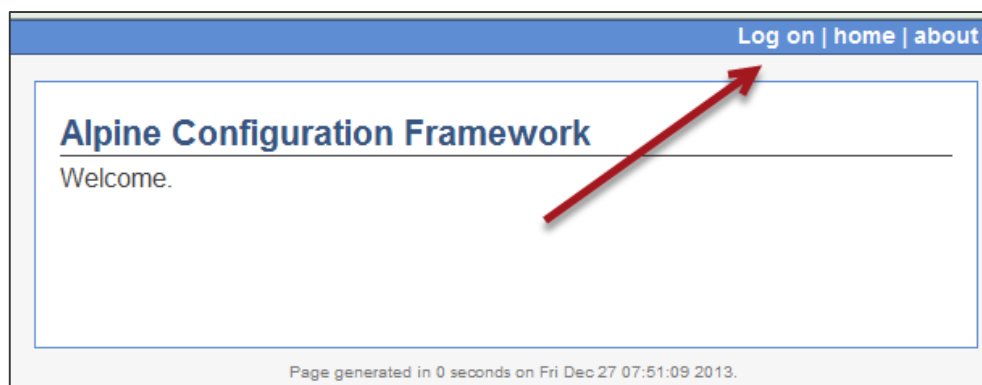 Log on | home | about
Alpine Configuration Framework
Welcome.
Page generated in 0 seconds on Fri Dec 27 07:51:09 2013.